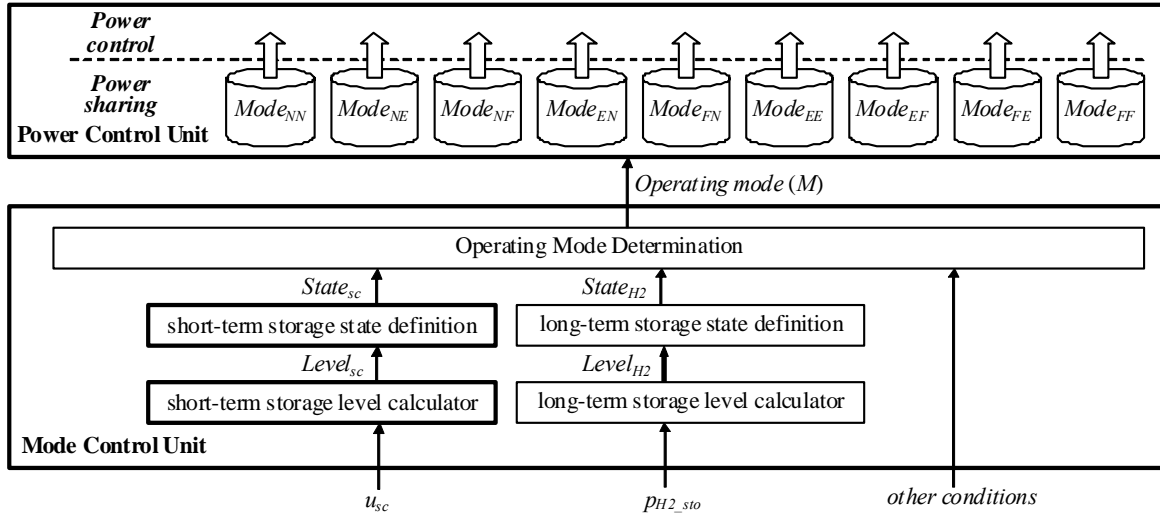 Power
control
Power
sharing
Mode_NN Mode_NE Mode_NF Mode_EN Mode_FN Mode_EE Mode_EF Mode_FE Mode_FF
Power Control Unit
Operating mode (M)
Operating Mode Determination
State_sc State_H2
short-term storage state definition long-term storage state definition
Level_sc Level_H2
short-term storage level calculator long-term storage level calculator
Mode Control Unit
u_sc p_H2_sto other conditions